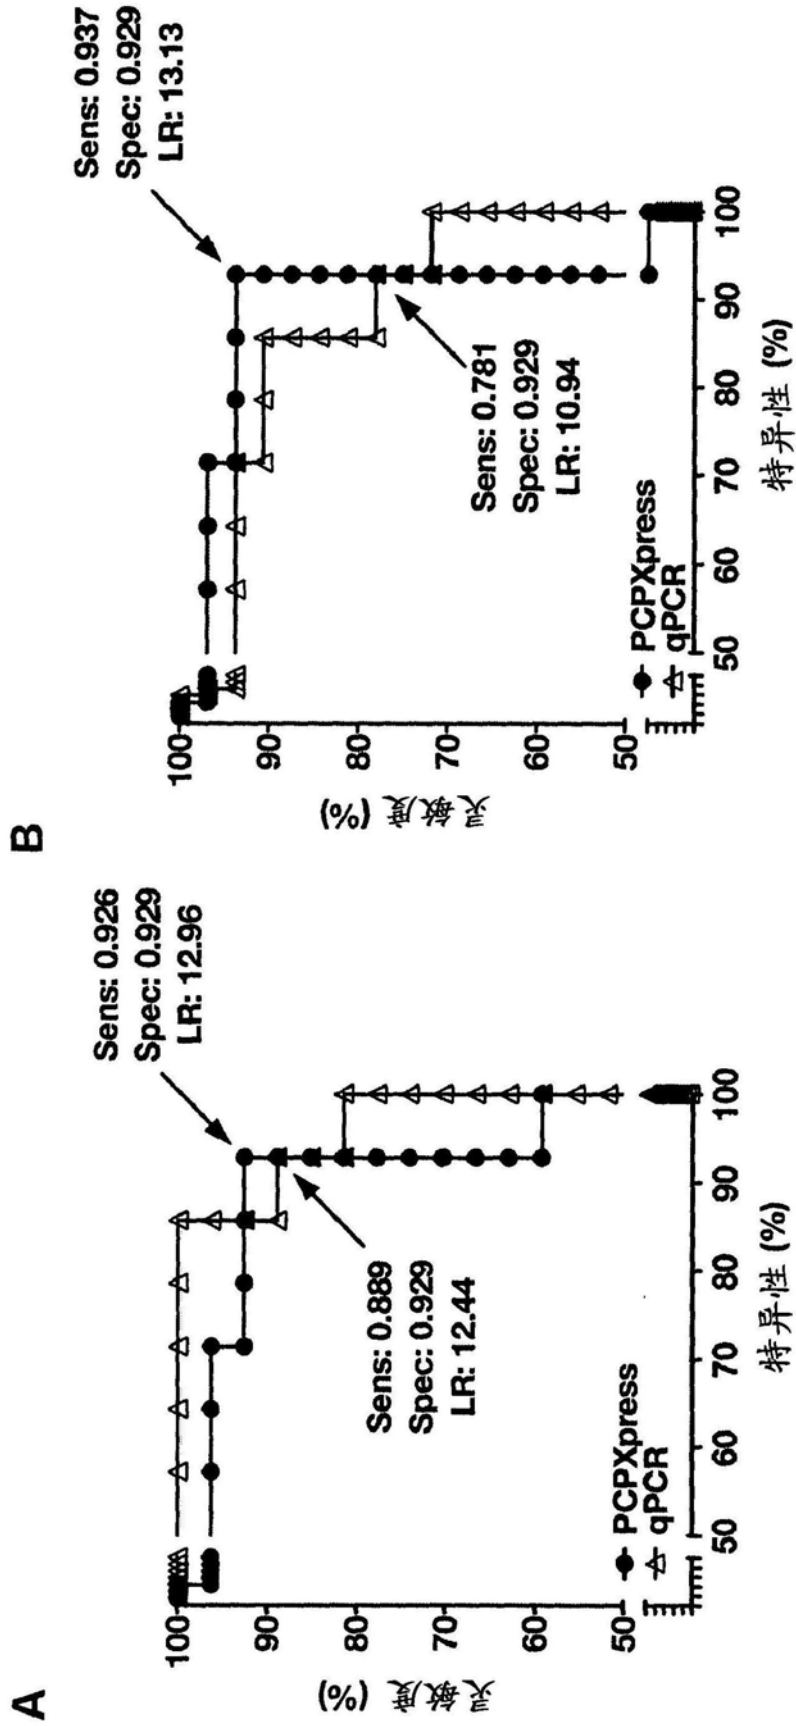 A
灵敏度 (%)
100
90
80
70
60
50
Sens: 0.926
Spec: 0.929
LR: 12.96
Sens: 0.889
Spec: 0.929
LR: 12.44
PCPXpress
qPCR
50
60
70
80
90
100
特异性 (%)
B
灵敏度 (%)
100
90
80
70
60
50
Sens: 0.937
Spec: 0.929
LR: 13.13
Sens: 0.781
Spec: 0.929
LR: 10.94
PCPXpress
qPCR
50
60
70
80
90
100
特异性 (%)